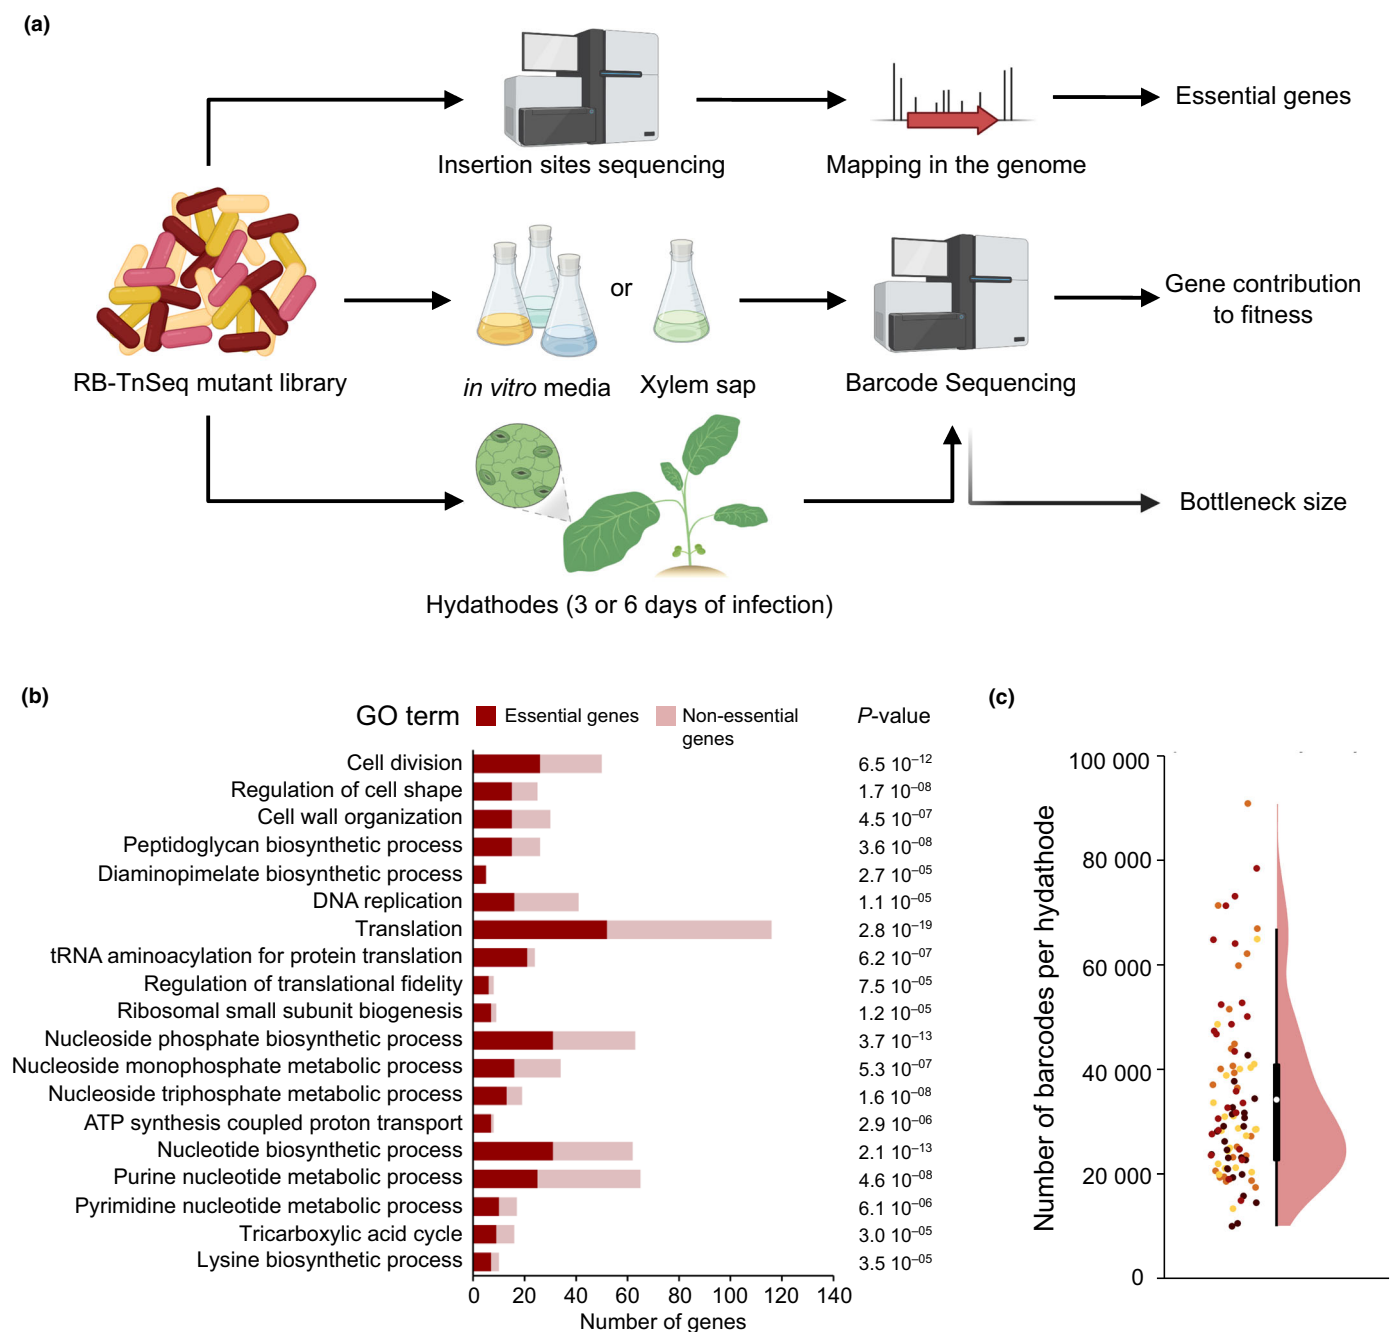 (a)
Insertion sites sequencing
Mapping in the genome
Essential genes
RB-TnSeq mutant library
in vitro media
or
Xylem sap
Barcode Sequencing
Gene contribution
to fitness
Hydathodes (3 or 6 days of infection)
Bottleneck size
(b)
GO term
Essential genes
Non-essential
genes
P-value
Cell division 6.5 10⁻¹²
Regulation of cell shape 1.7 10⁻⁰⁸
Cell wall organization 4.5 10⁻⁰⁷
Peptidoglycan biosynthetic process 3.6 10⁻⁰⁸
Diaminopimelate biosynthetic process 2.7 10⁻⁰⁵
DNA replication 1.1 10⁻⁰⁵
Translation 2.8 10⁻¹⁹
tRNA aminoacylation for protein translation 6.2 10⁻⁰⁷
Regulation of translational fidelity 7.5 10⁻⁰⁵
Ribosomal small subunit biogenesis 1.2 10⁻⁰⁵
Nucleoside phosphate biosynthetic process 3.7 10⁻¹³
Nucleoside monophosphate metabolic process 5.3 10⁻⁰⁷
Nucleoside triphosphate metabolic process 1.6 10⁻⁰⁸
ATP synthesis coupled proton transport 2.9 10⁻⁰⁶
Nucleotide biosynthetic process 2.1 10⁻¹³
Purine nucleotide metabolic process 4.6 10⁻⁰⁸
Pyrimidine nucleotide metabolic process 6.1 10⁻⁰⁶
Tricarboxylic acid cycle 3.0 10⁻⁰⁵
Lysine biosynthetic process 3.5 10⁻⁰⁵
0 20 40 60 80 100 120 140
Number of genes
(c)
Number of barcodes per hydathode
100 000
80 000
60 000
40 000
20 000
0